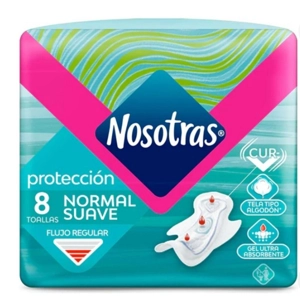 Nosotras®
CUR
protección
8 NORMAL
TOALLAS SUAVE
FLUJO REGULAR
TELA TIPO
ALGODÓN*
GEL ULTRA
ABSORBENTE